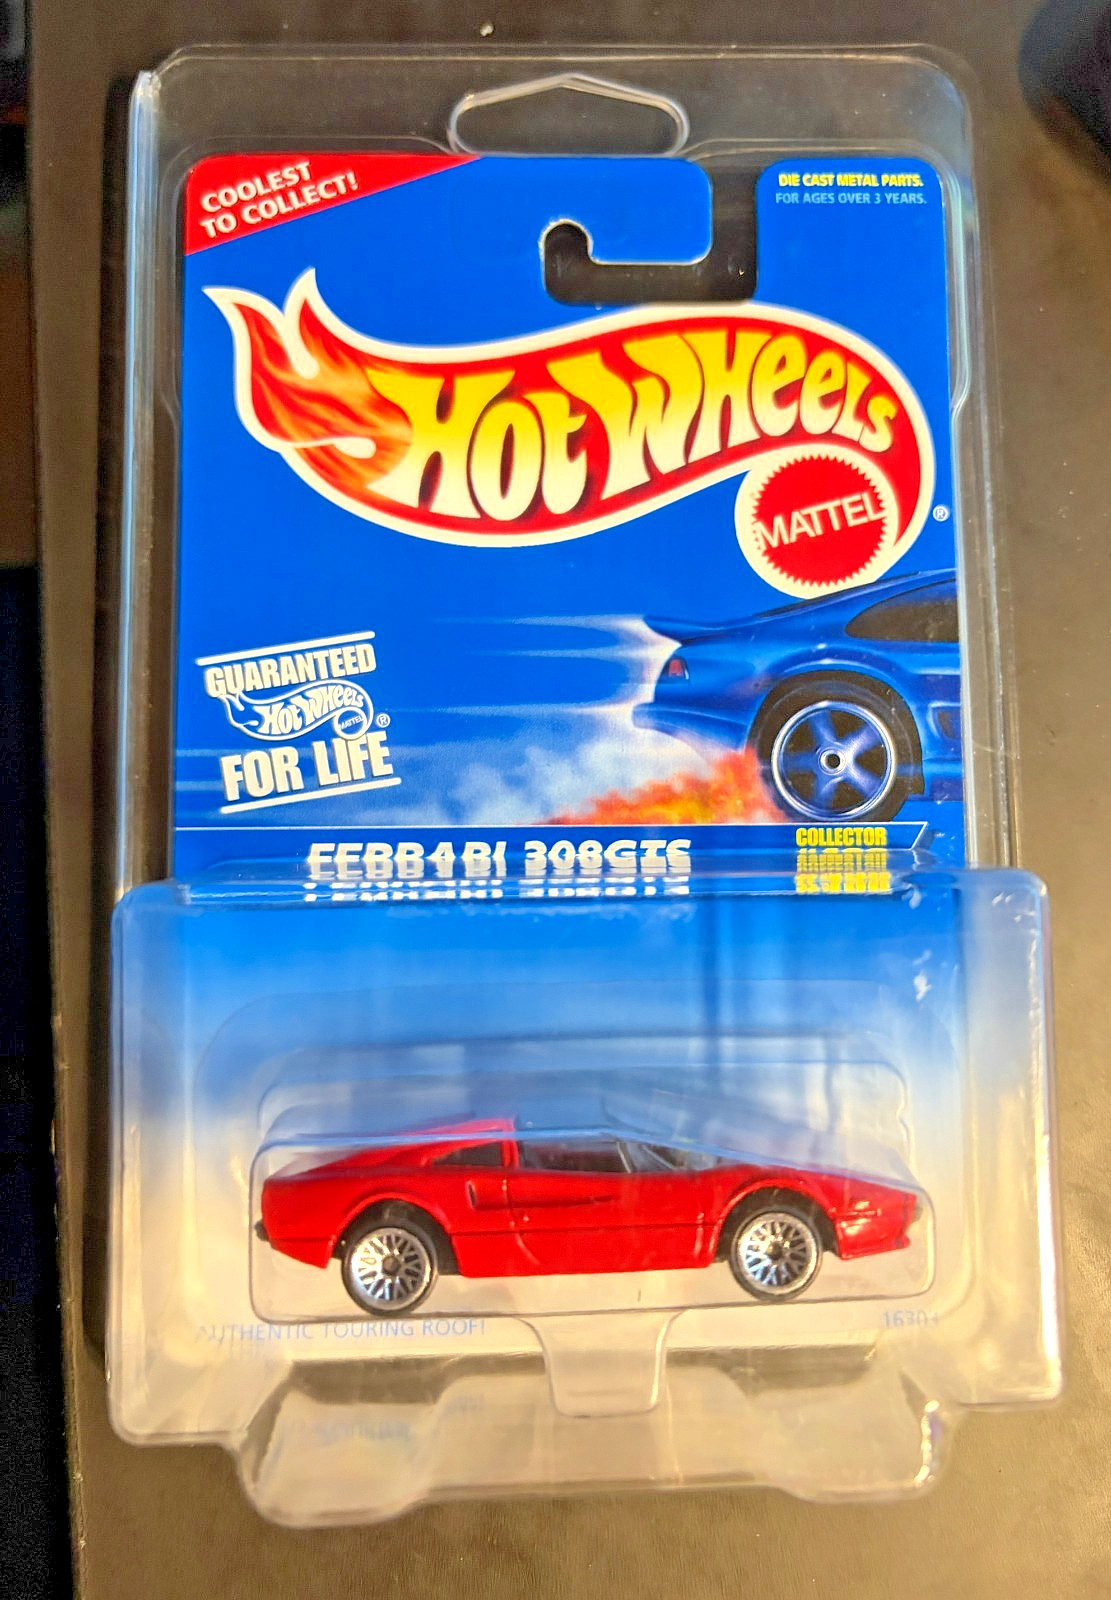 COOLEST
TO COLLECT!
DIE CAST METAL PARTS.
FOR AGES OVER 3 YEARS.
HOT WHEELS
MATTEL
®
GUARANTEED
HOT WHEELS
MATTEL
®
FOR LIFE
FERRARI 308GTS
COLLECTOR
AUTHENTIC TOURING ROOF!